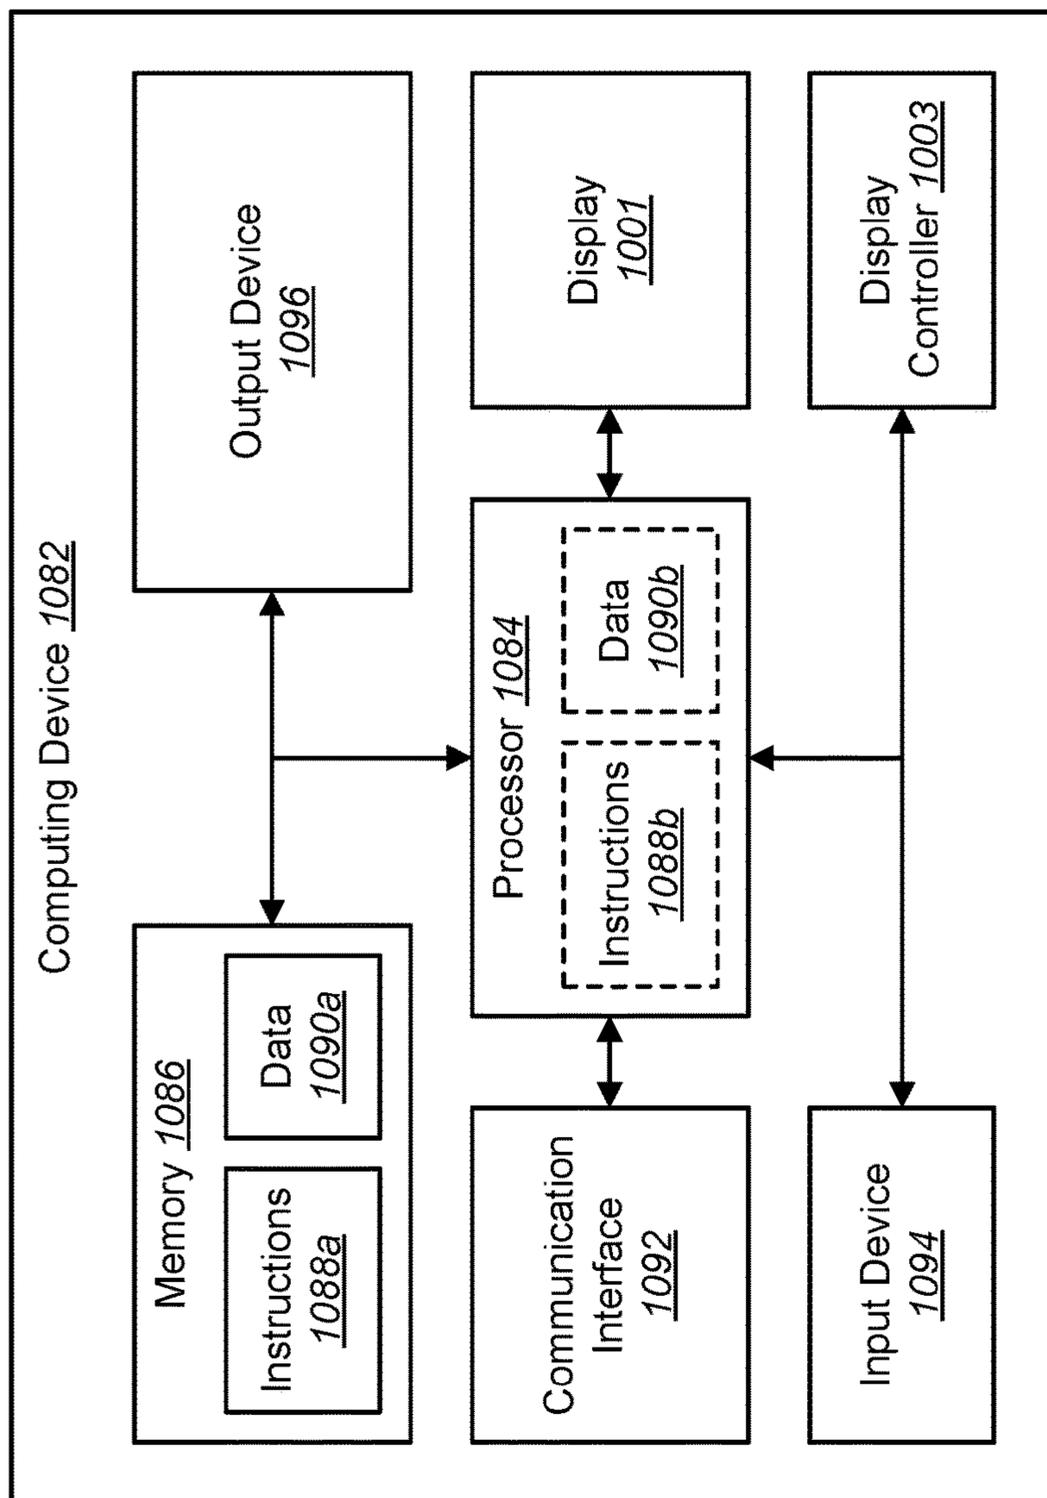 Computing Device 1082
Memory 1086
Instructions
1088a
Data
1090a
Output Device
1096
Communication
Interface
1092
Processor 1084
Instructions
1088b
Data
1090b
Display
1001
Input Device
1094
Display
Controller 1003